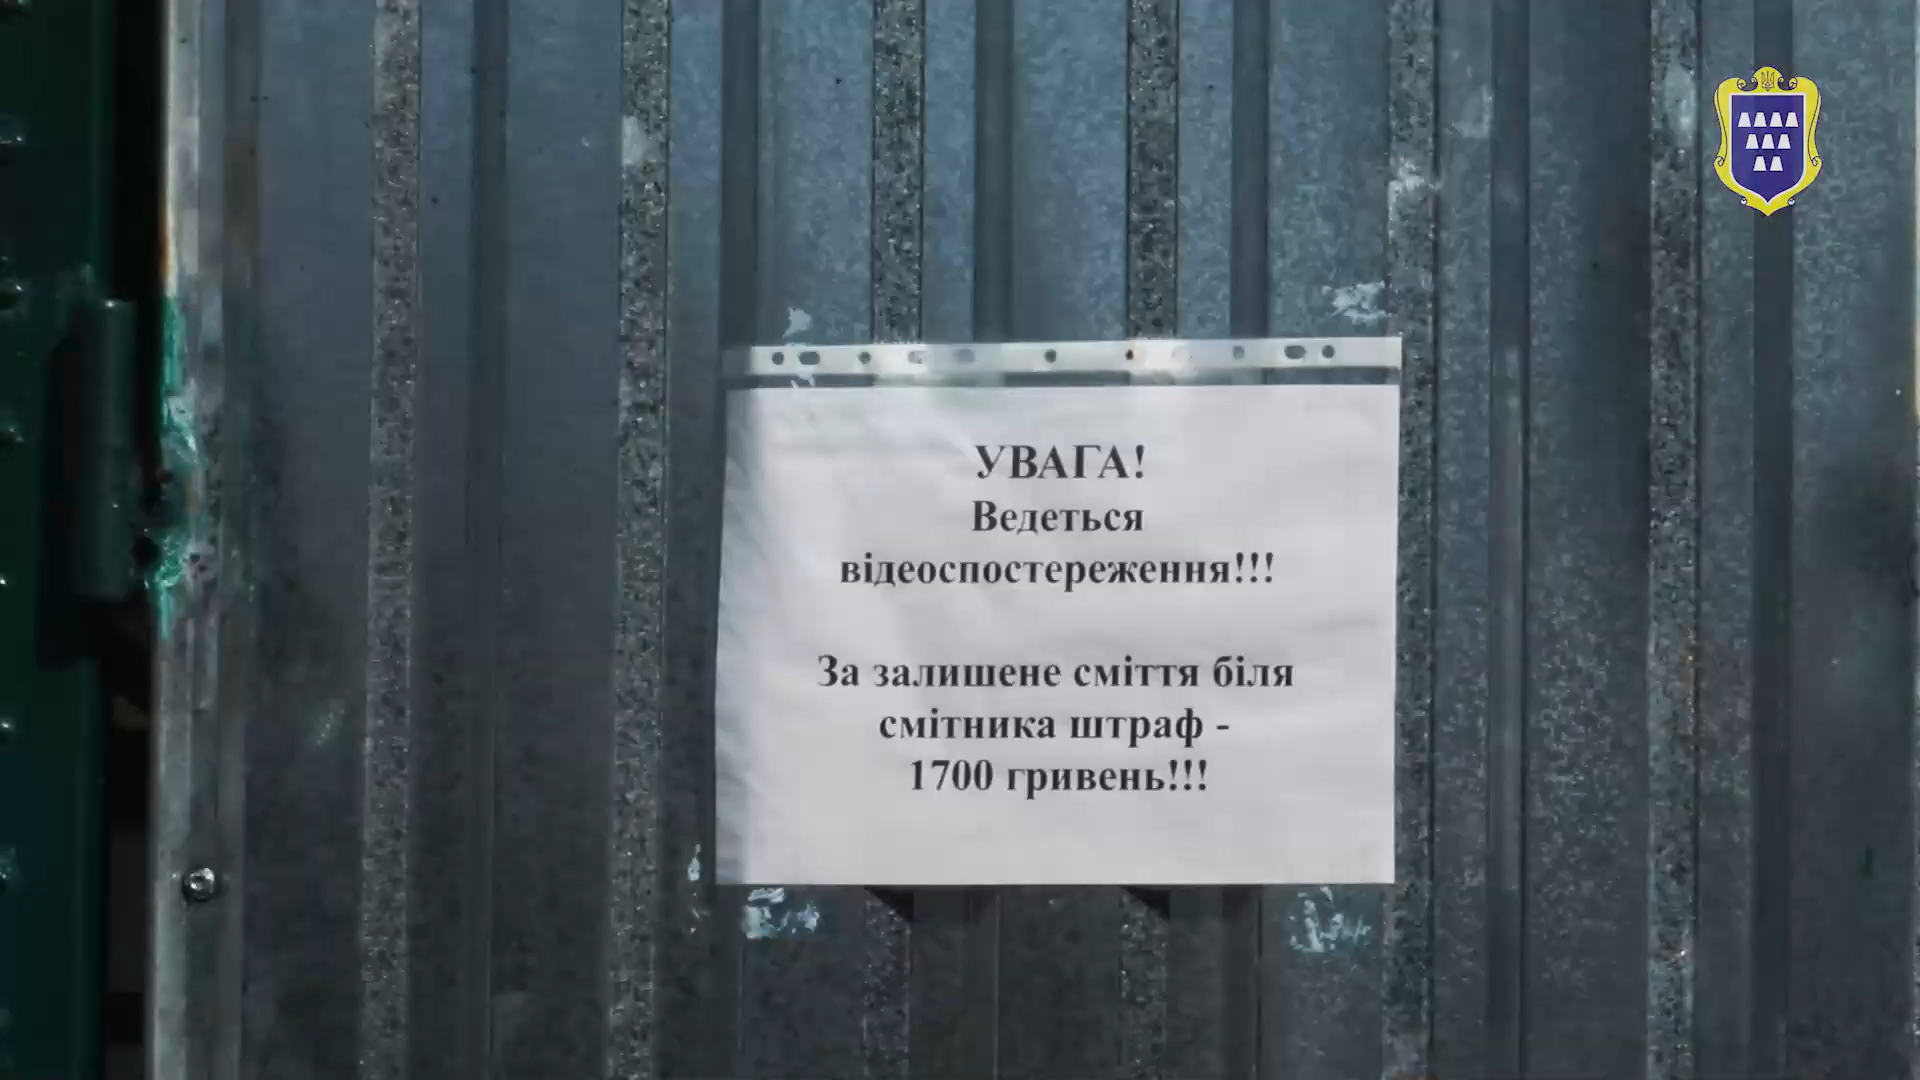 УВАГА!
Ведеться
відеоспостереження!!!
За залишене сміття біля
смітника штраф -
1700 гривень!!!